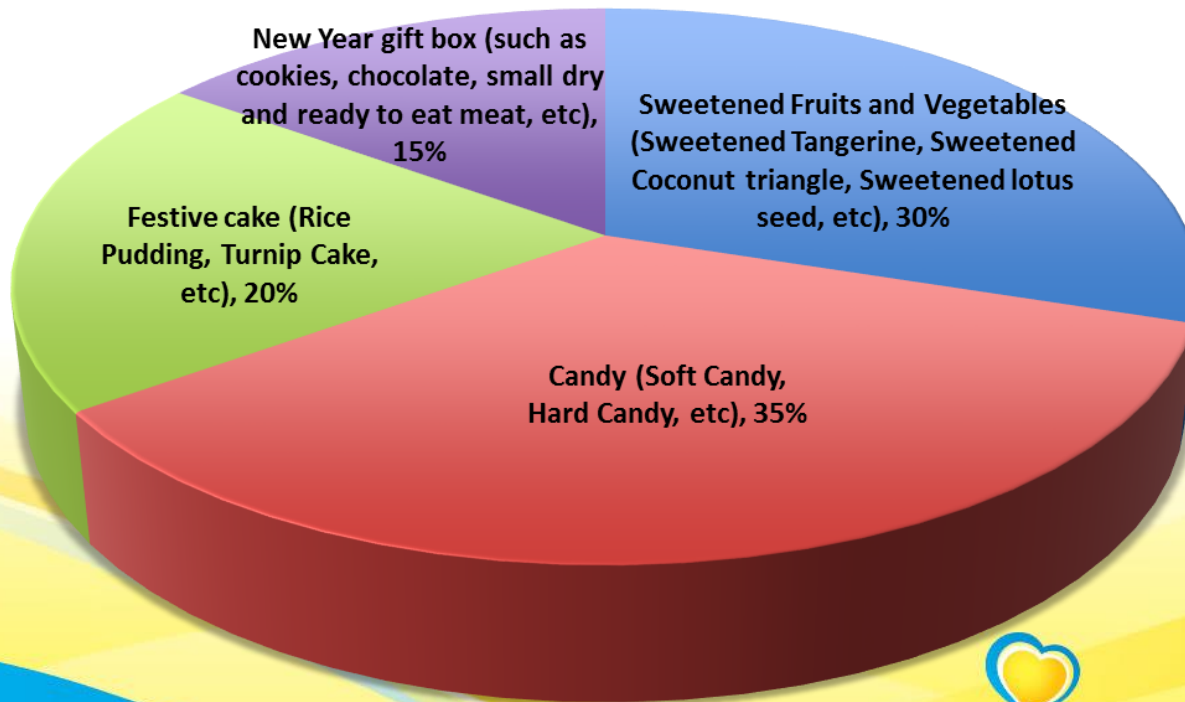 New Year gift box (such as
cookies, chocolate, small dry
and ready to eat meat, etc),
15%
Sweetened Fruits and Vegetables
(Sweetened Tangerine, Sweetened
Coconut triangle, Sweetened lotus
seed, etc), 30%
Festive cake (Rice
Pudding, Turnip Cake,
etc), 20%
Candy (Soft Candy,
Hard Candy, etc), 35%